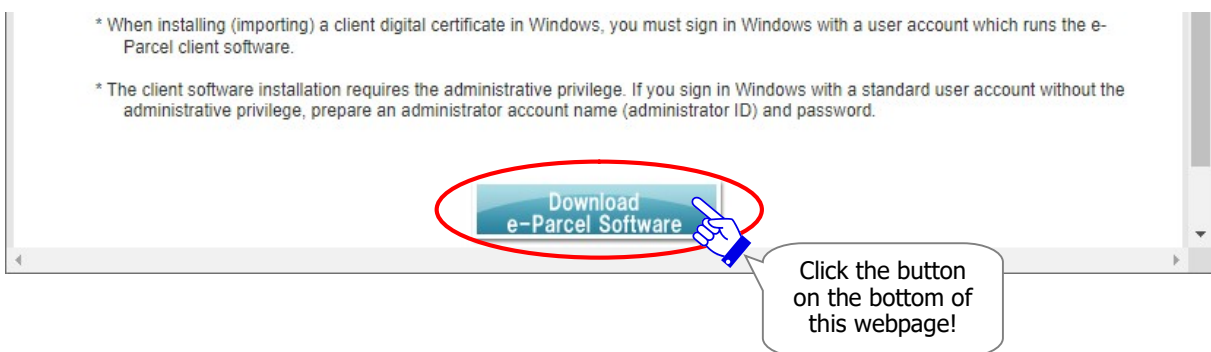 * When installing (importing) a client digital certificate in Windows, you must sign in Windows with a user account which runs the e-
Parcel client software.
* The client software installation requires the administrative privilege. If you sign in Windows with a standard user account without the
administrative privilege, prepare an administrator account name (administrator ID) and password.
Download
e-Parcel Software
Click the button
on the bottom of
this webpage!